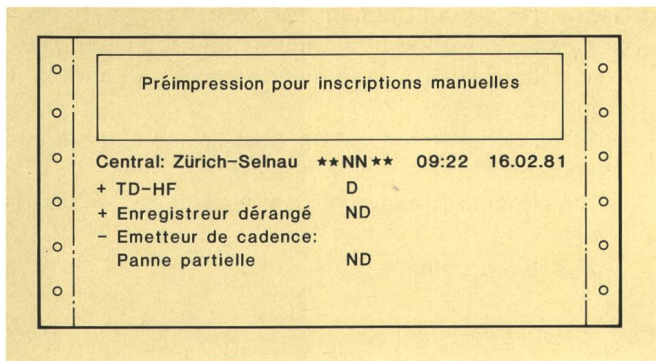 Préimpression pour inscriptions manuelles
Central: Zürich-Selnau ★★NN★★ 09:22 16.02.81
+ TD-HF D
+ Enregistreur dérangé ND
- Emetteur de cadence:
Panne partielle ND